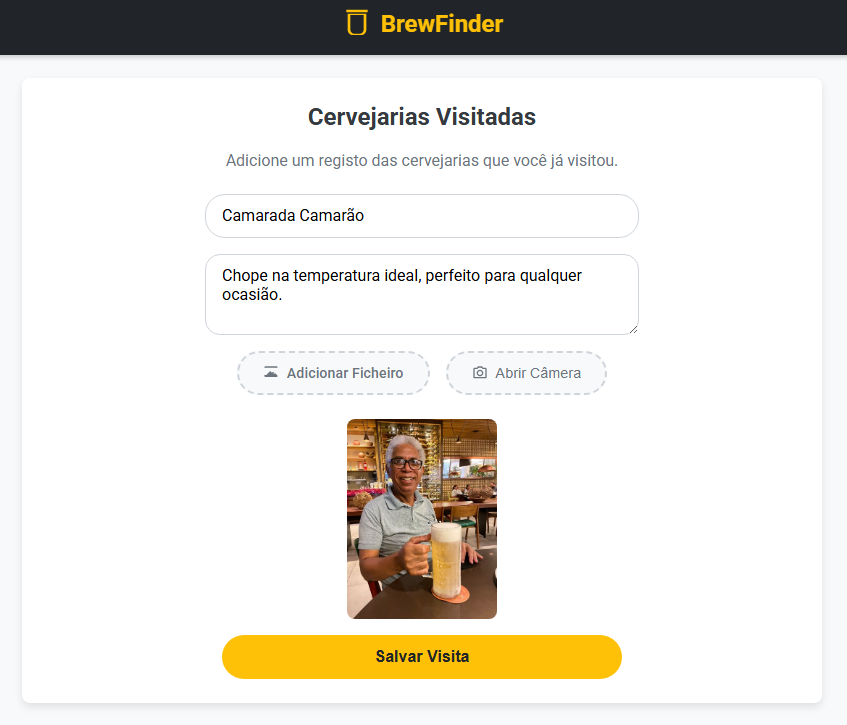 BrewFinder
Cervejarias Visitadas
Adicione um registo das cervejarias que você já visitou.
Camarada Camarão
Chope na temperatura ideal, perfeito para qualquer
ocasião.
Adicionar Ficheiro
Abrir Câmera
Salvar Visita